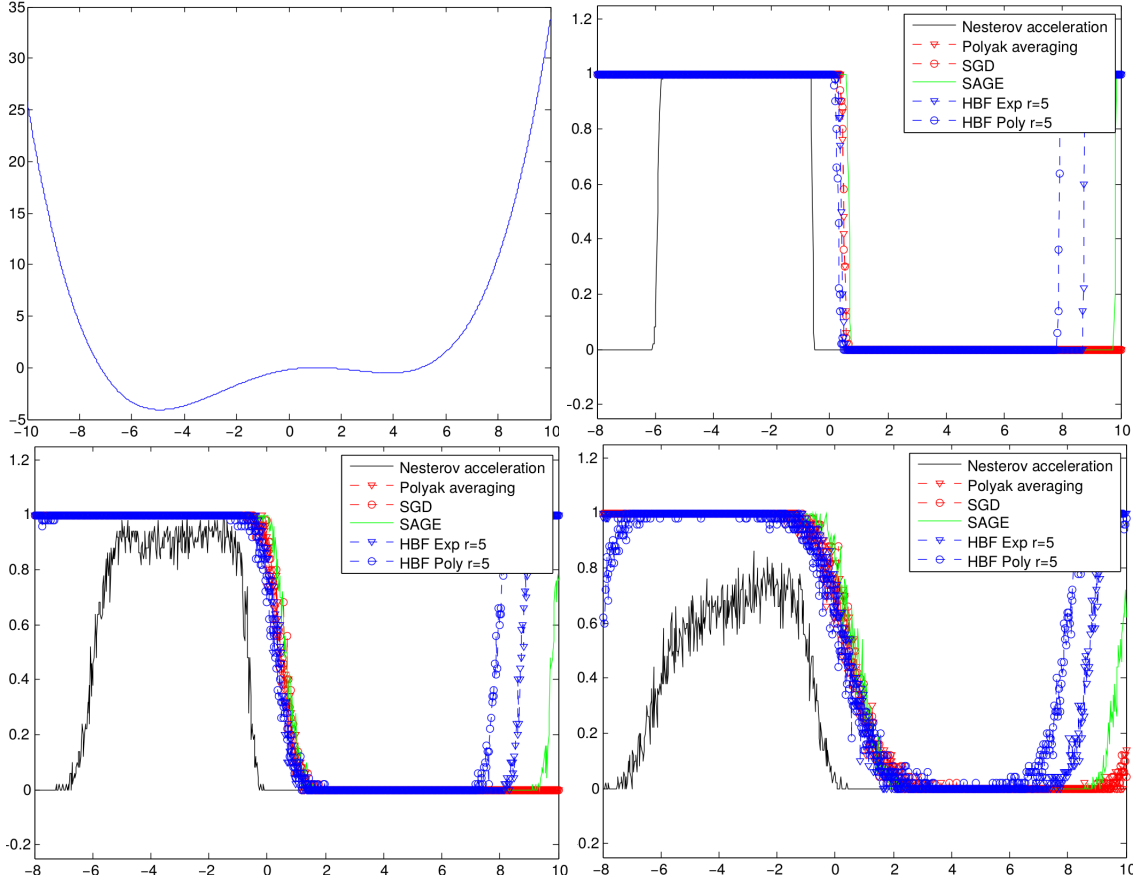 35
30
25
20
15
10
5
0
−5
−10 −8 −6 −4 −2 0 2 4 6 8 10
1.2
1
0.8
0.6
0.4
0.2
0
−0.2
−8 −6 −4 −2 0 2 4 6 8 10
Nesterov acceleration
Polyak averaging
SGD
SAGE
HBF Exp r=5
HBF Poly r=5
1.2
1
0.8
0.6
0.4
0.2
0
−0.2
−8 −6 −4 −2 0 2 4 6 8 10
Nesterov acceleration
Polyak averaging
SGD
SAGE
HBF Exp r=5
HBF Poly r=5
1.2
1
0.8
0.6
0.4
0.2
0
0.2
−8 −6 −4 −2 0 2 4 6 8 10
Nesterov acceleration
Polyak averaging
SGD
SAGE
HBF Exp r=5
HBF Poly r=5